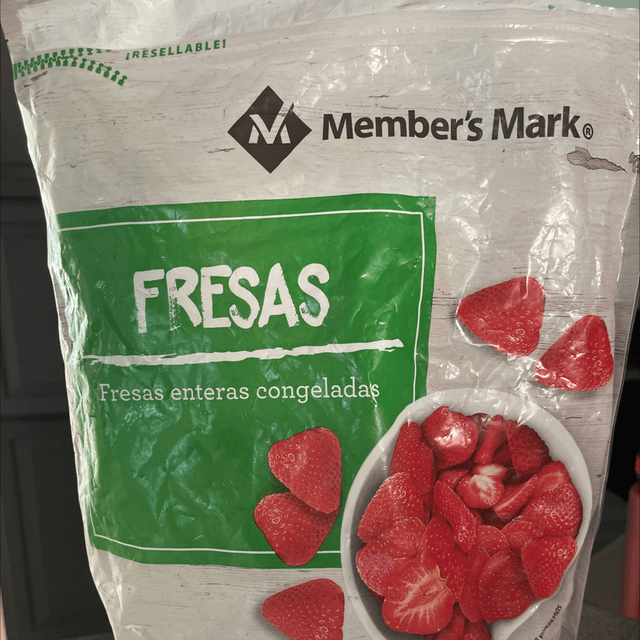 ¡RESELLABLE!
Member's Mark®
FRESAS
Fresas enteras congeladas